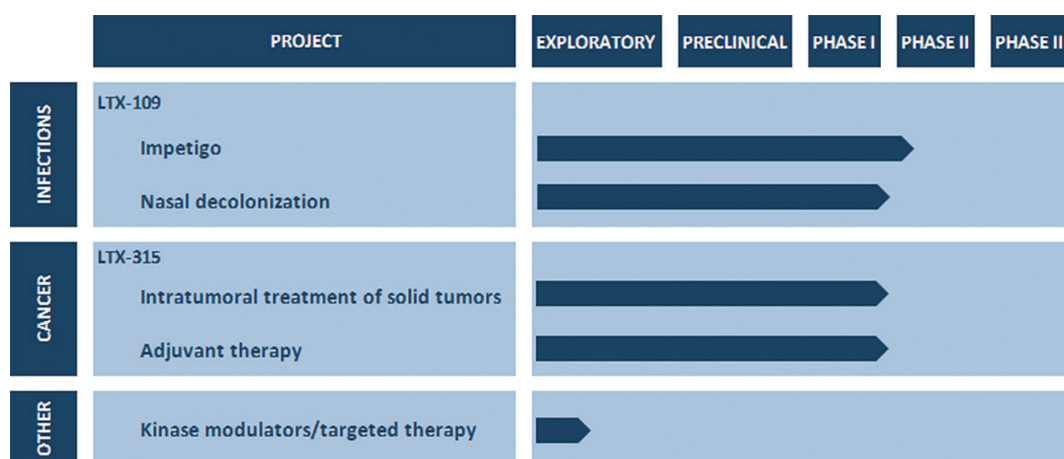 PROJECT
EXPLORATORY
PRECLINICAL
PHASE I
PHASE II
PHASE II
INFECTIONS
LTX-109
Impetigo
Nasal decolonization
CANCER
LTX-315
Intratumoral treatment of solid tumors
Adjuvant therapy
OTHER
Kinase modulators/targeted therapy